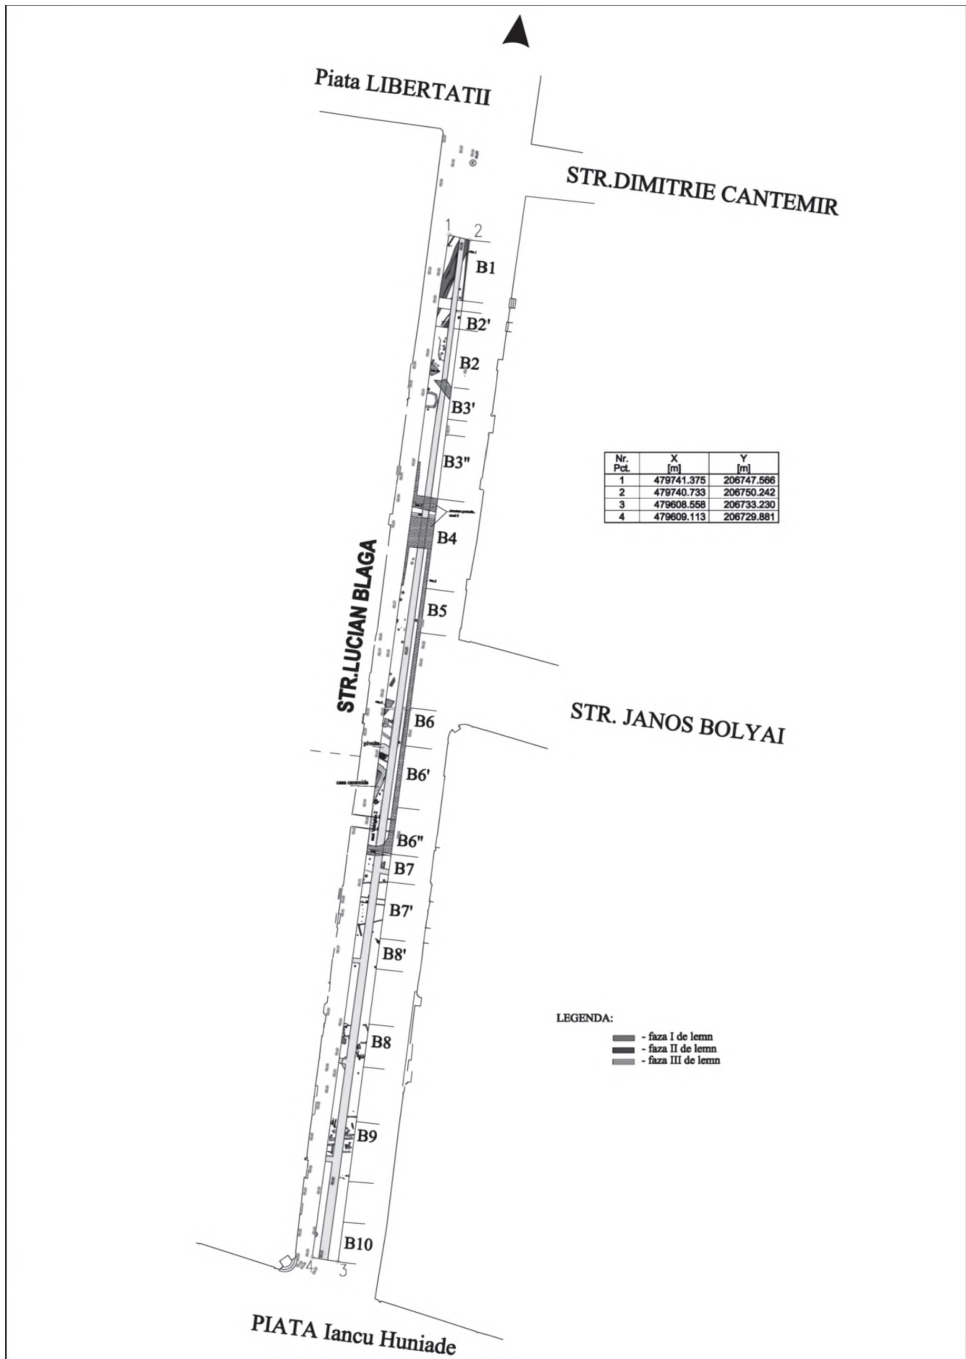 Piata LIBERTATII
STR.DIMITRIE CANTEMIR
1 2
B1
B2'
B2
B3'
B3"
Nr. Pct. X [m] Y [m]
1 479741.375 206747.566
2 479740.733 206750.242
3 479608.558 206733.230
4 479609.113 206729.881
B4
STR.LUCIAN BLAGA
B5
B6
STR. JANOS BOLYAI
B6'
B6"
B7
B7'
B8'
LEGENDA:
- faza I de lemn
- faza II de lemn
- faza III de lemn
B8
B9
B10
4 3
PIATA Iancu Huniade